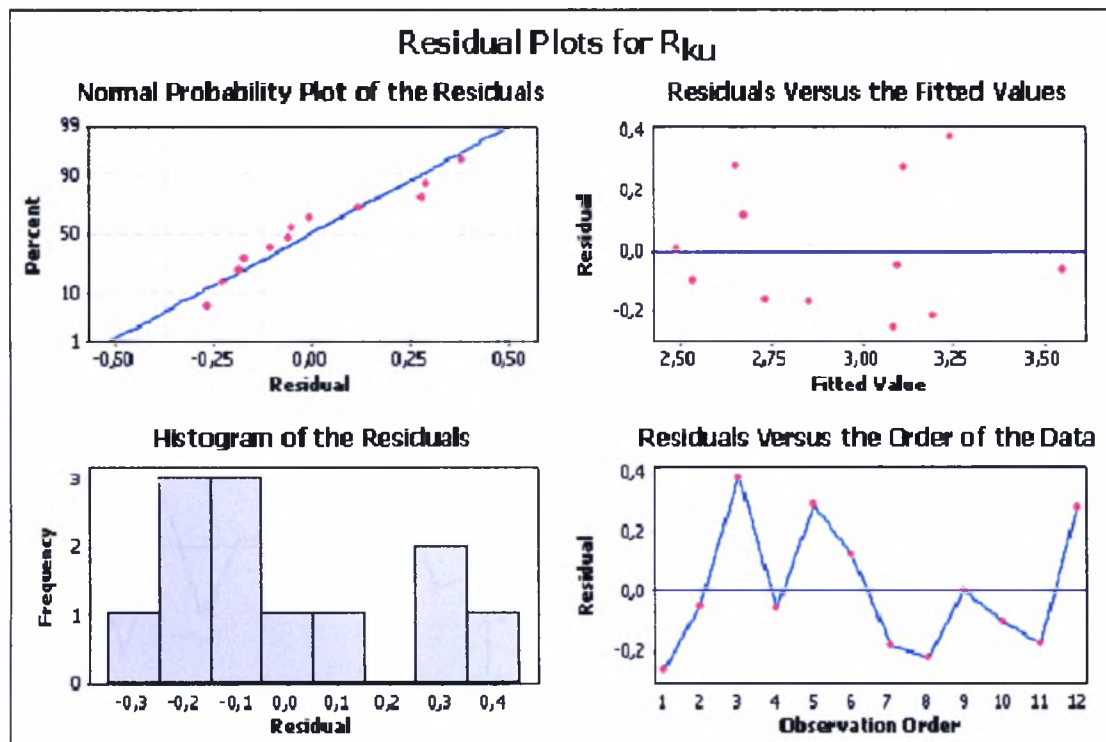 Residual Plots for Rku
Normal Probability Plot of the Residuals
99
90
50
10
1
Percent
-0,50 -0,25 0,00 0,25 0,50
Residual
Residuals Versus the Fitted Values
0,4
0,2
0,0
-0,2
Residual
2,50 2,75 3,00 3,25 3,50
Fitted Value
Histogram of the Residuals
3
2
1
0
Frequency
-0,3 -0,2 -0,1 0,0 0,1 0,2 0,3 0,4
Residual
Residuals Versus the Order of the Data
0,4
0,2
0,0
-0,2
Residual
1 2 3 4 5 6 7 8 9 10 11 12
Observation Order